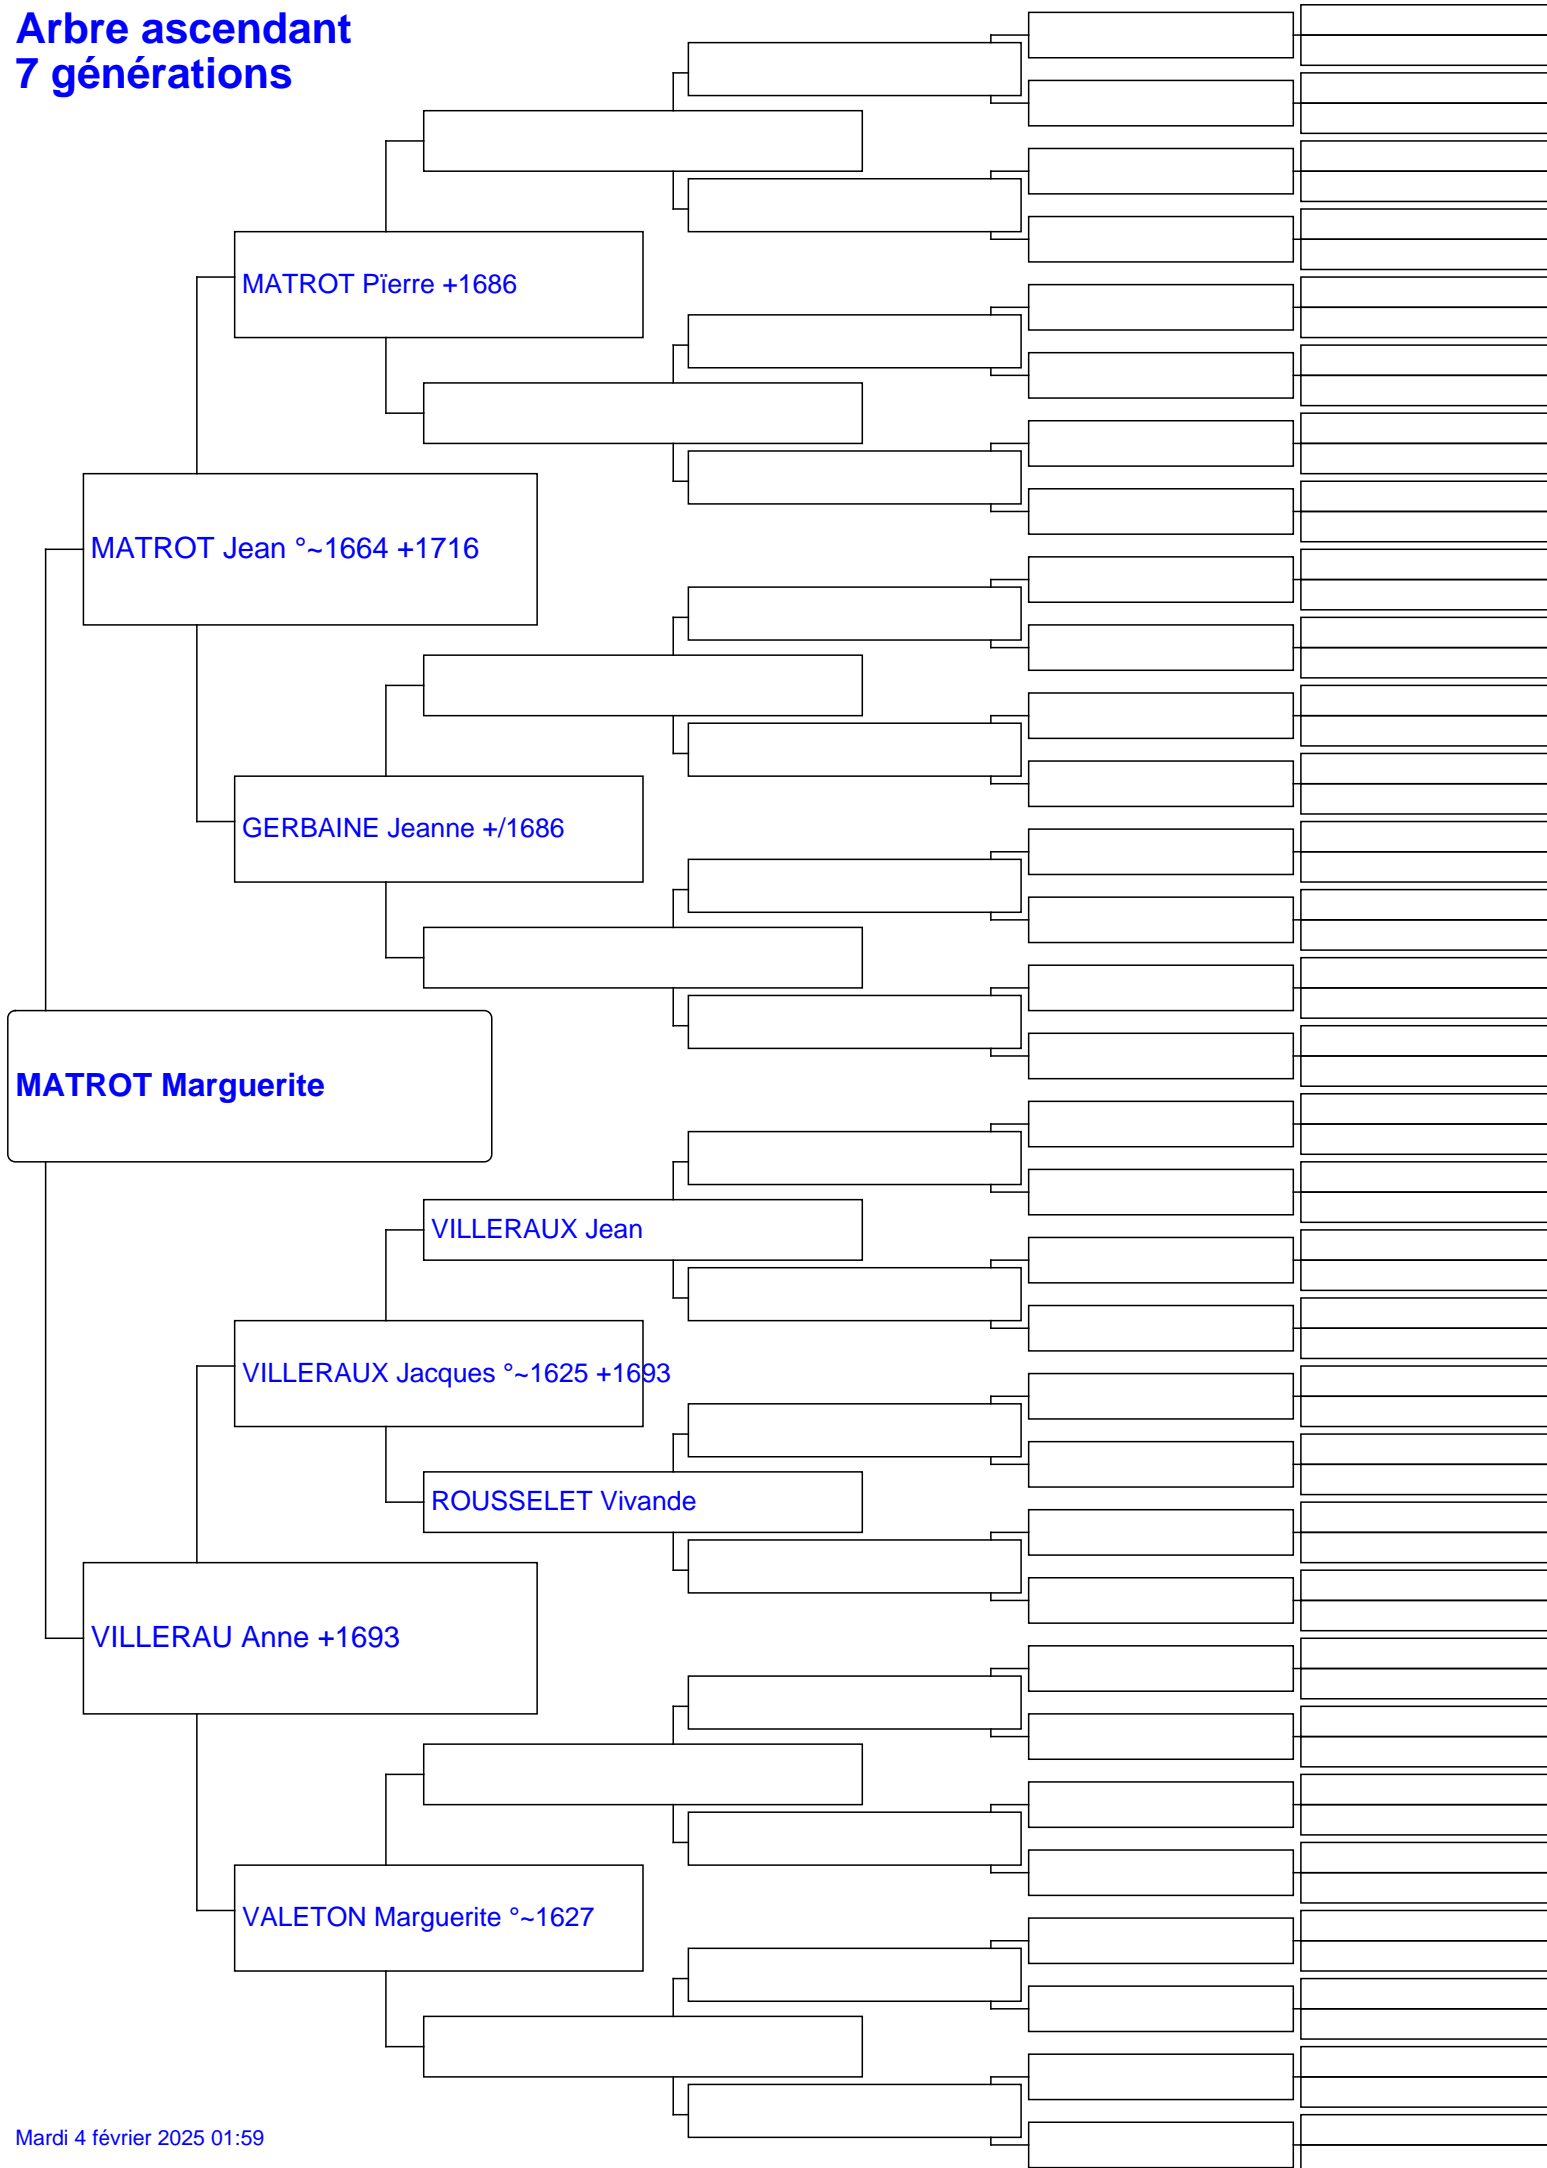 Arbre ascendant
7 générations
MATROT Pïerre +1686
MATROT Jean °~1664 +1716
GERBAINE Jeanne +/1686
MATROT Marguerite
VILLERAUX Jean
VILLERAUX Jacques °~1625 +1693
ROUSSELET Vivande
VILLERAU Anne +1693
VALETON Marguerite °~1627
Mardi 4 février 2025 01:59